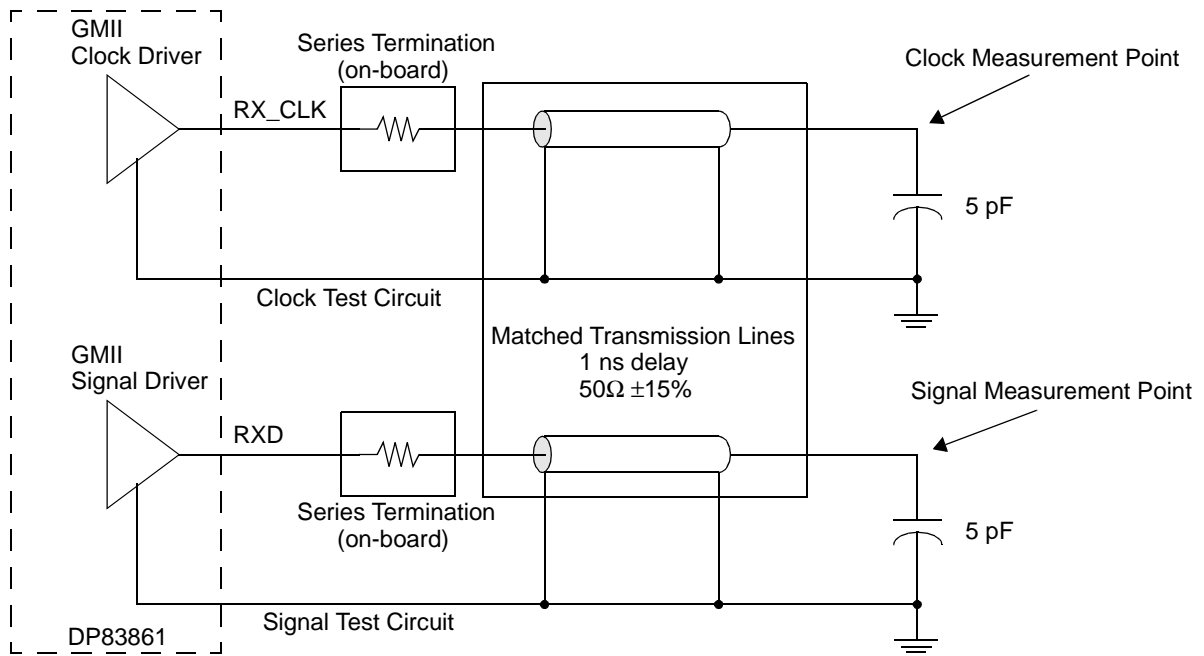 GMII
Clock Driver
Series Termination
(on-board)
Clock Measurement Point
RX_CLK
5 pF
Clock Test Circuit
Matched Transmission Lines
1 ns delay
50Ω ±15%
GMII
Signal Driver
Signal Measurement Point
RXD
Series Termination
(on-board)
5 pF
Signal Test Circuit
DP83861